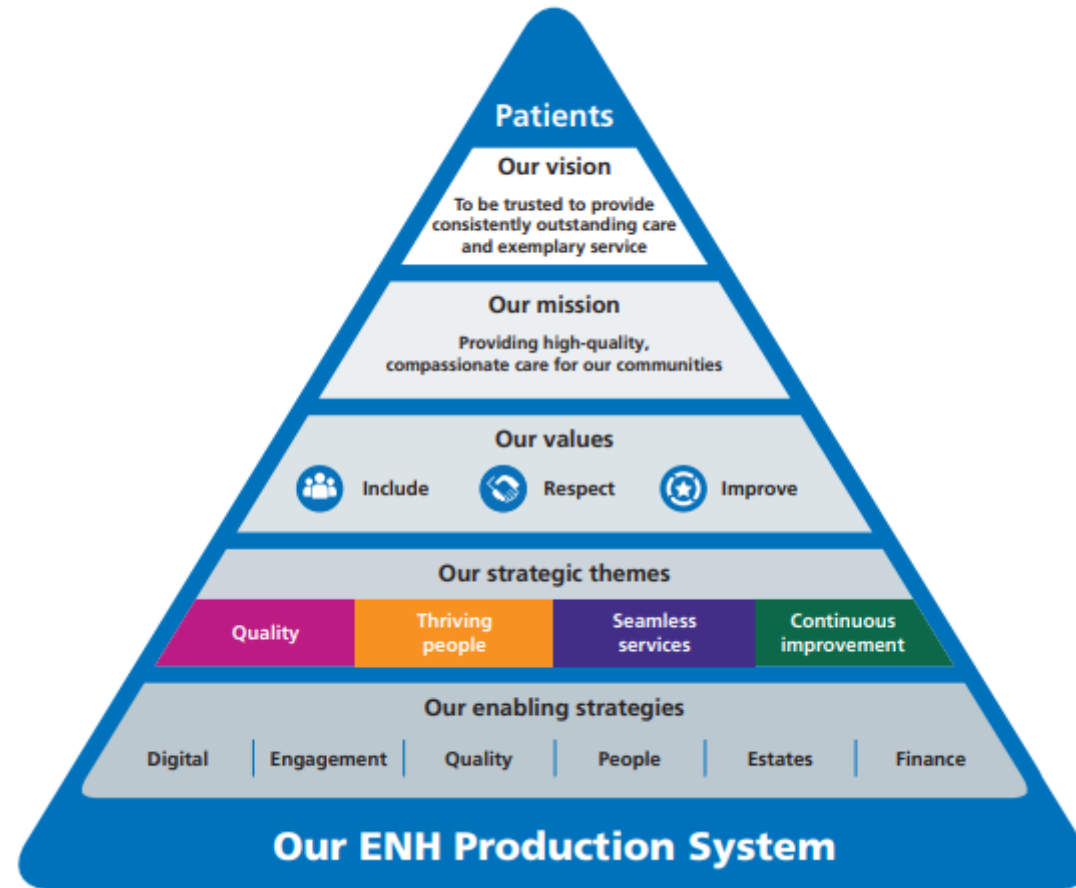 Patients
Our vision
To be trusted to provide
consistently outstanding care
and exemplary service
Our mission
Providing high-quality,
compassionate care for our communities
Our values
Include Respect Improve
Our strategic themes
Quality Thriving people Seamless services Continuous improvement
Our enabling strategies
Digital Engagement Quality People Estates Finance
Our ENH Production System